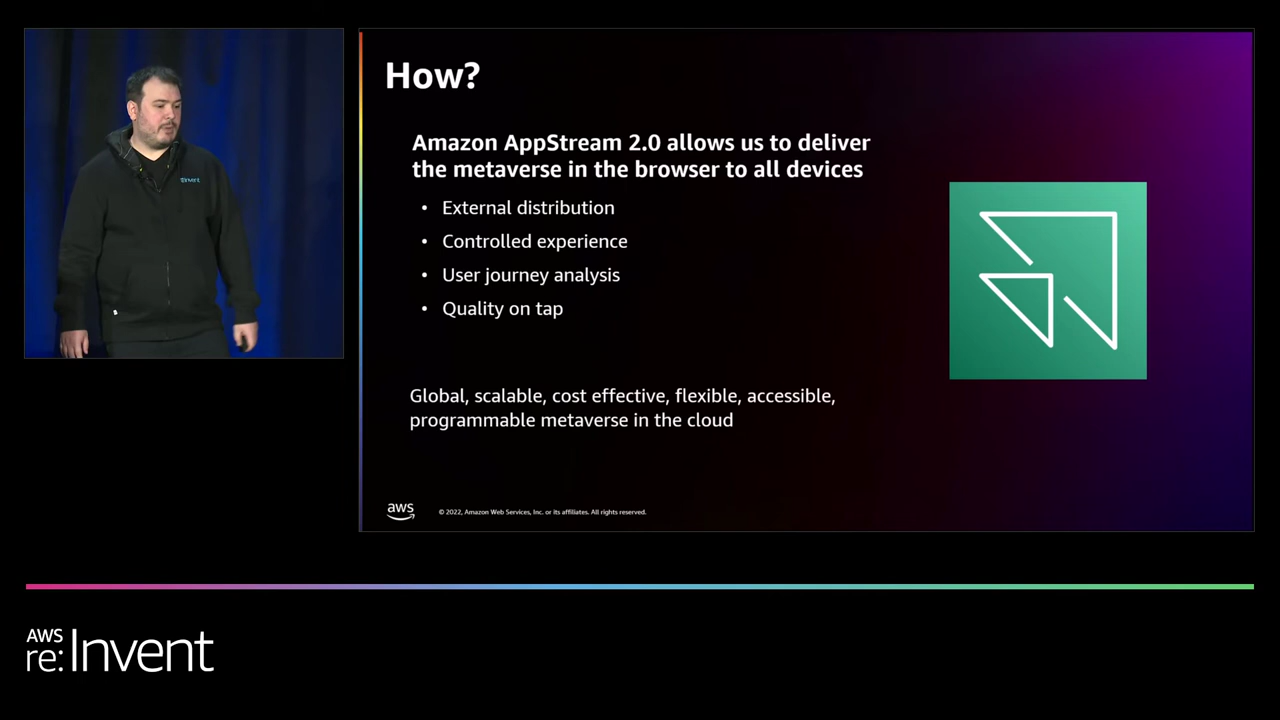 How?
Amazon AppStream 2.0 allows us to deliver
the metaverse in the browser to all devices
• External distribution
• Controlled experience
• User journey analysis
• Quality on tap
Global, scalable, cost effective, flexible, accessible,
programmable metaverse in the cloud
aws
© 2022, Amazon Web Services, Inc. or its affiliates. All rights reserved.
AWS
re:Invent